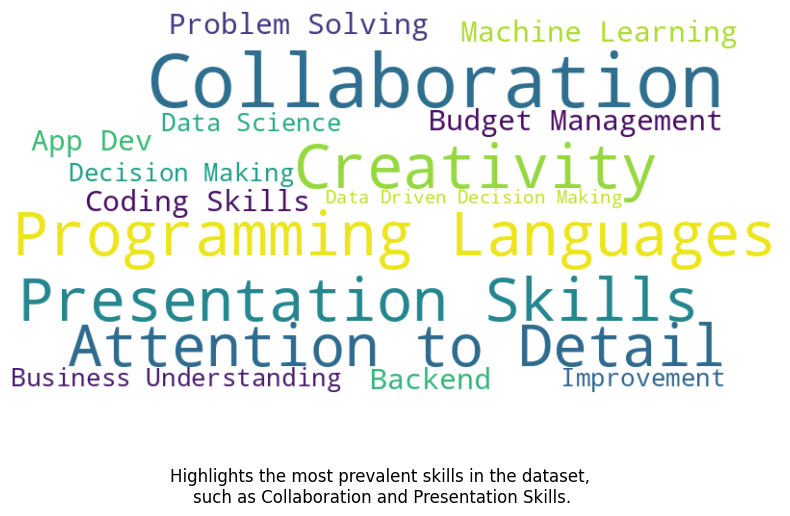 Problem Solving
Machine Learning
Collaboration
Data Science
Budget Management
App Dev
Creativity
Decision Making
Coding Skills
Data Driven Decision Making
Programming Languages
Presentation Skills
Attention to Detail
Business Understanding
Backend
Improvement
Highlights the most prevalent skills in the dataset,
such as Collaboration and Presentation Skills.